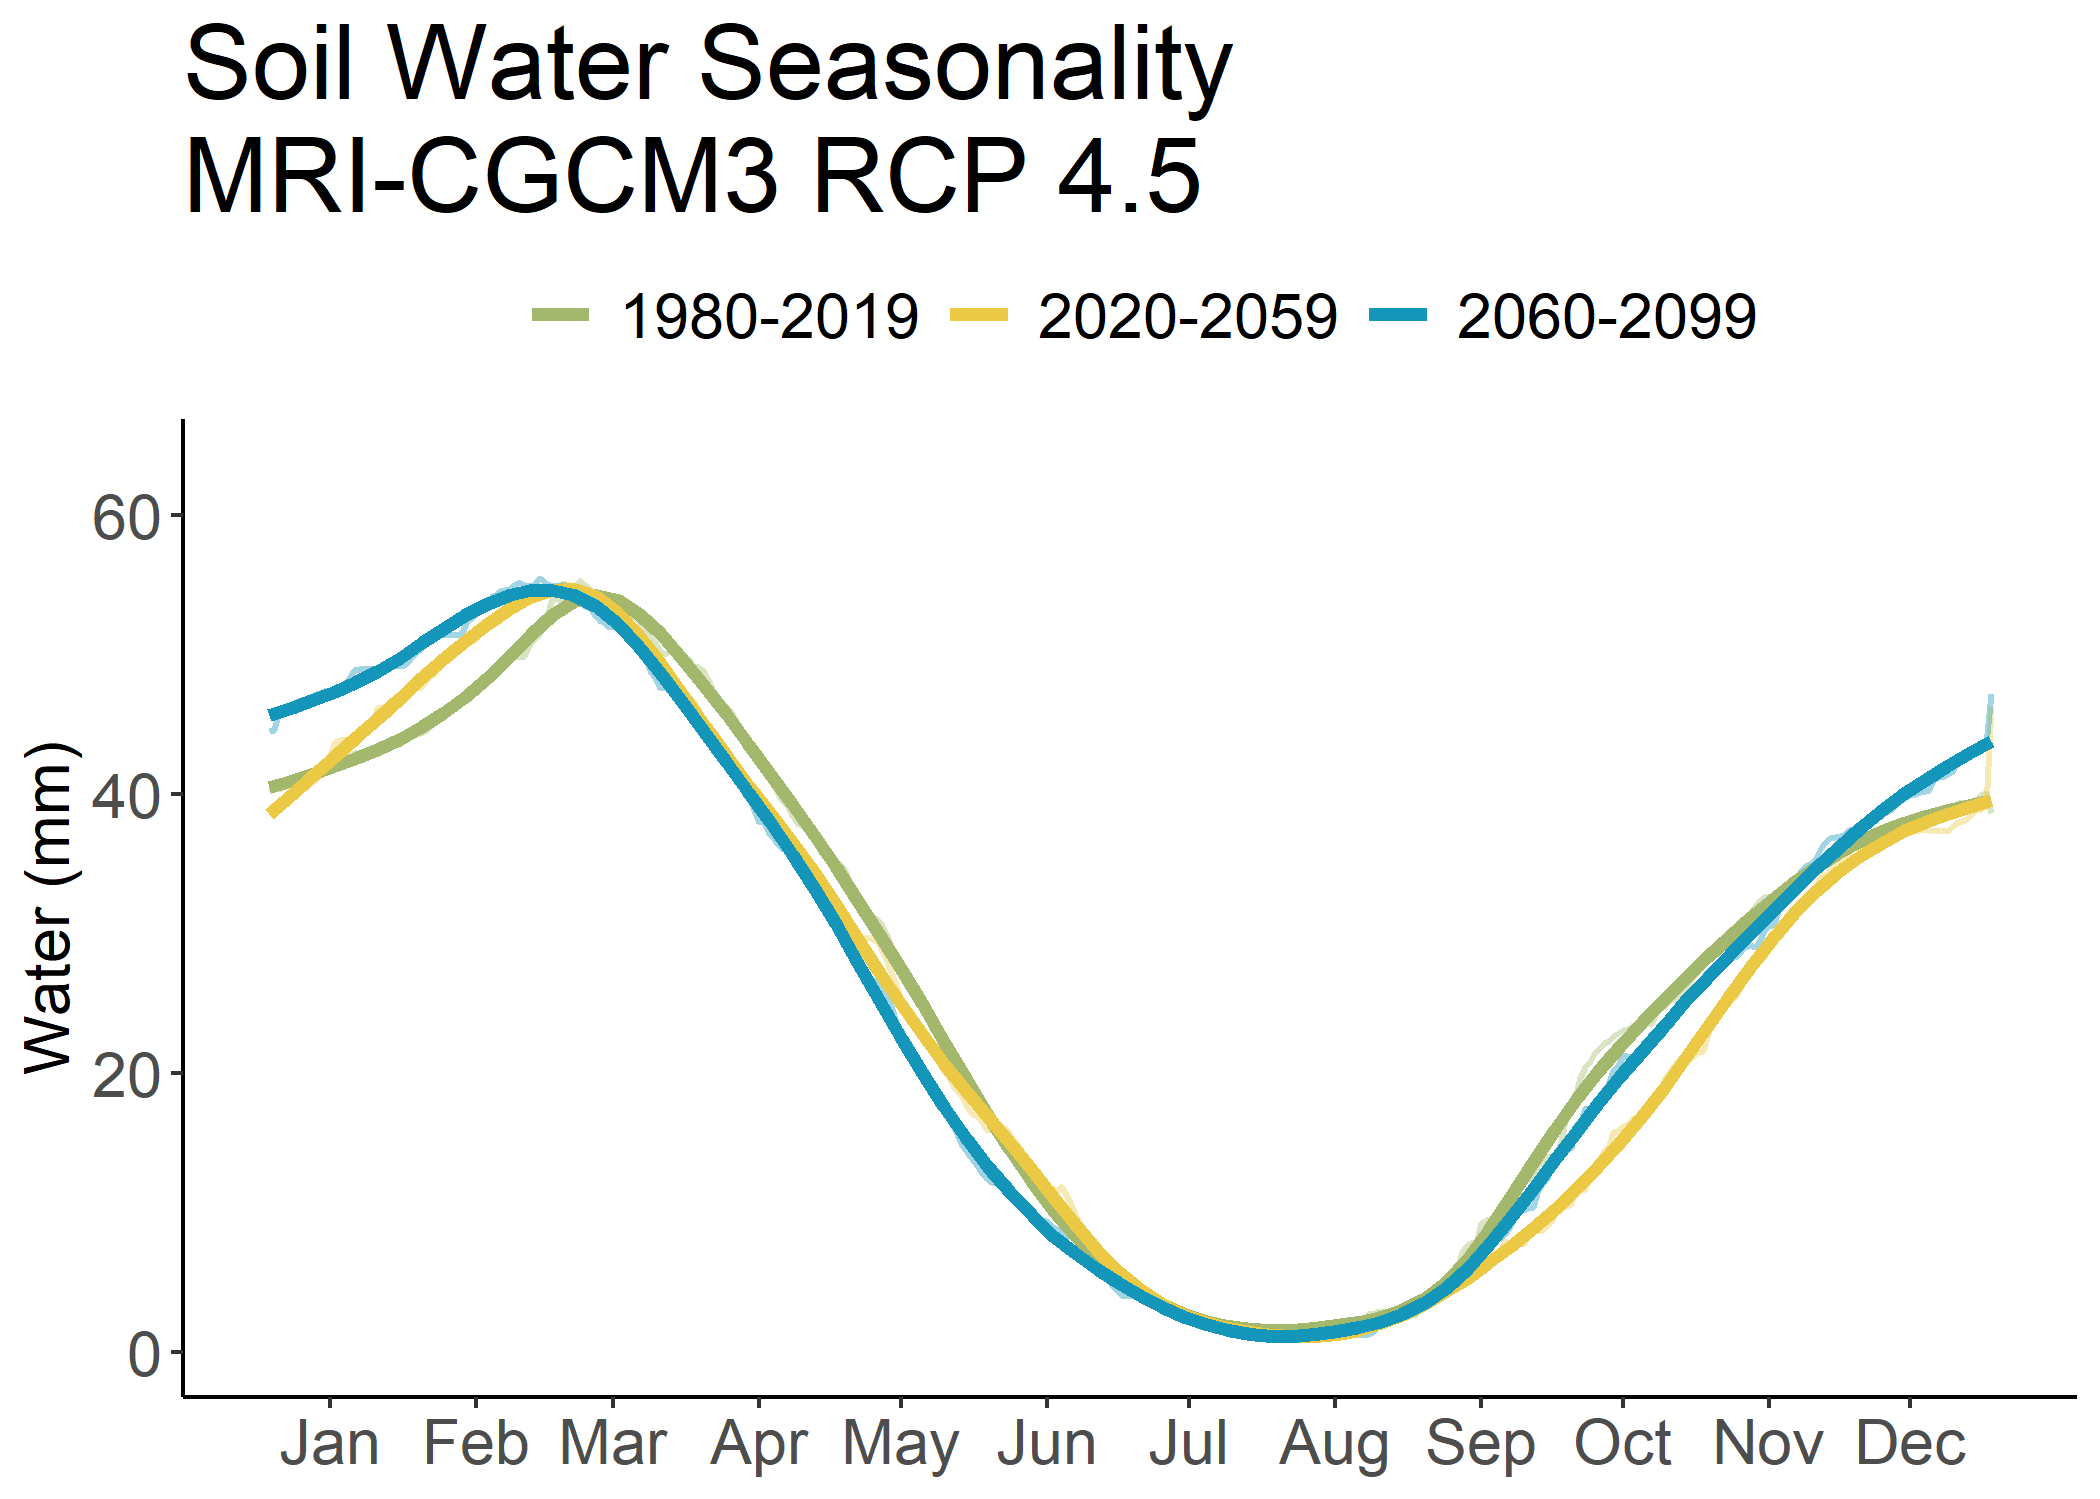 Soil Water Seasonality
MRI-CGCM3 RCP 4.5
1980-2019 2020-2059 2060-2099
Water (mm)
60
40
20
0
Jan Feb Mar Apr May Jun Jul Aug Sep Oct Nov Dec